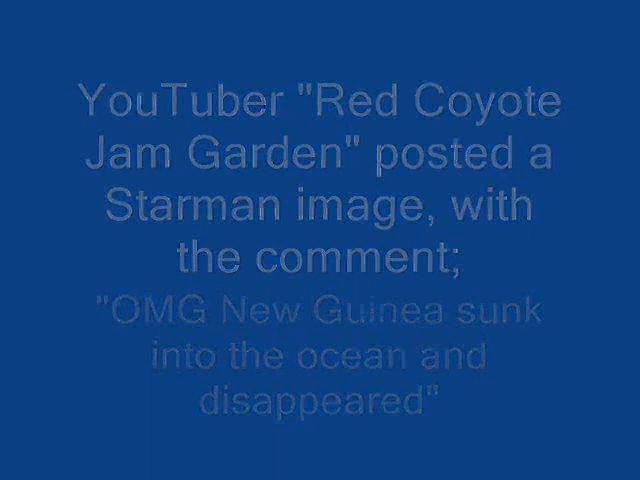 YouTuber "Red Coyote
Jam Garden" posted a
Starman image, with
the comment;
"OMG New Guinea sunk
into the ocean and
disappeared"